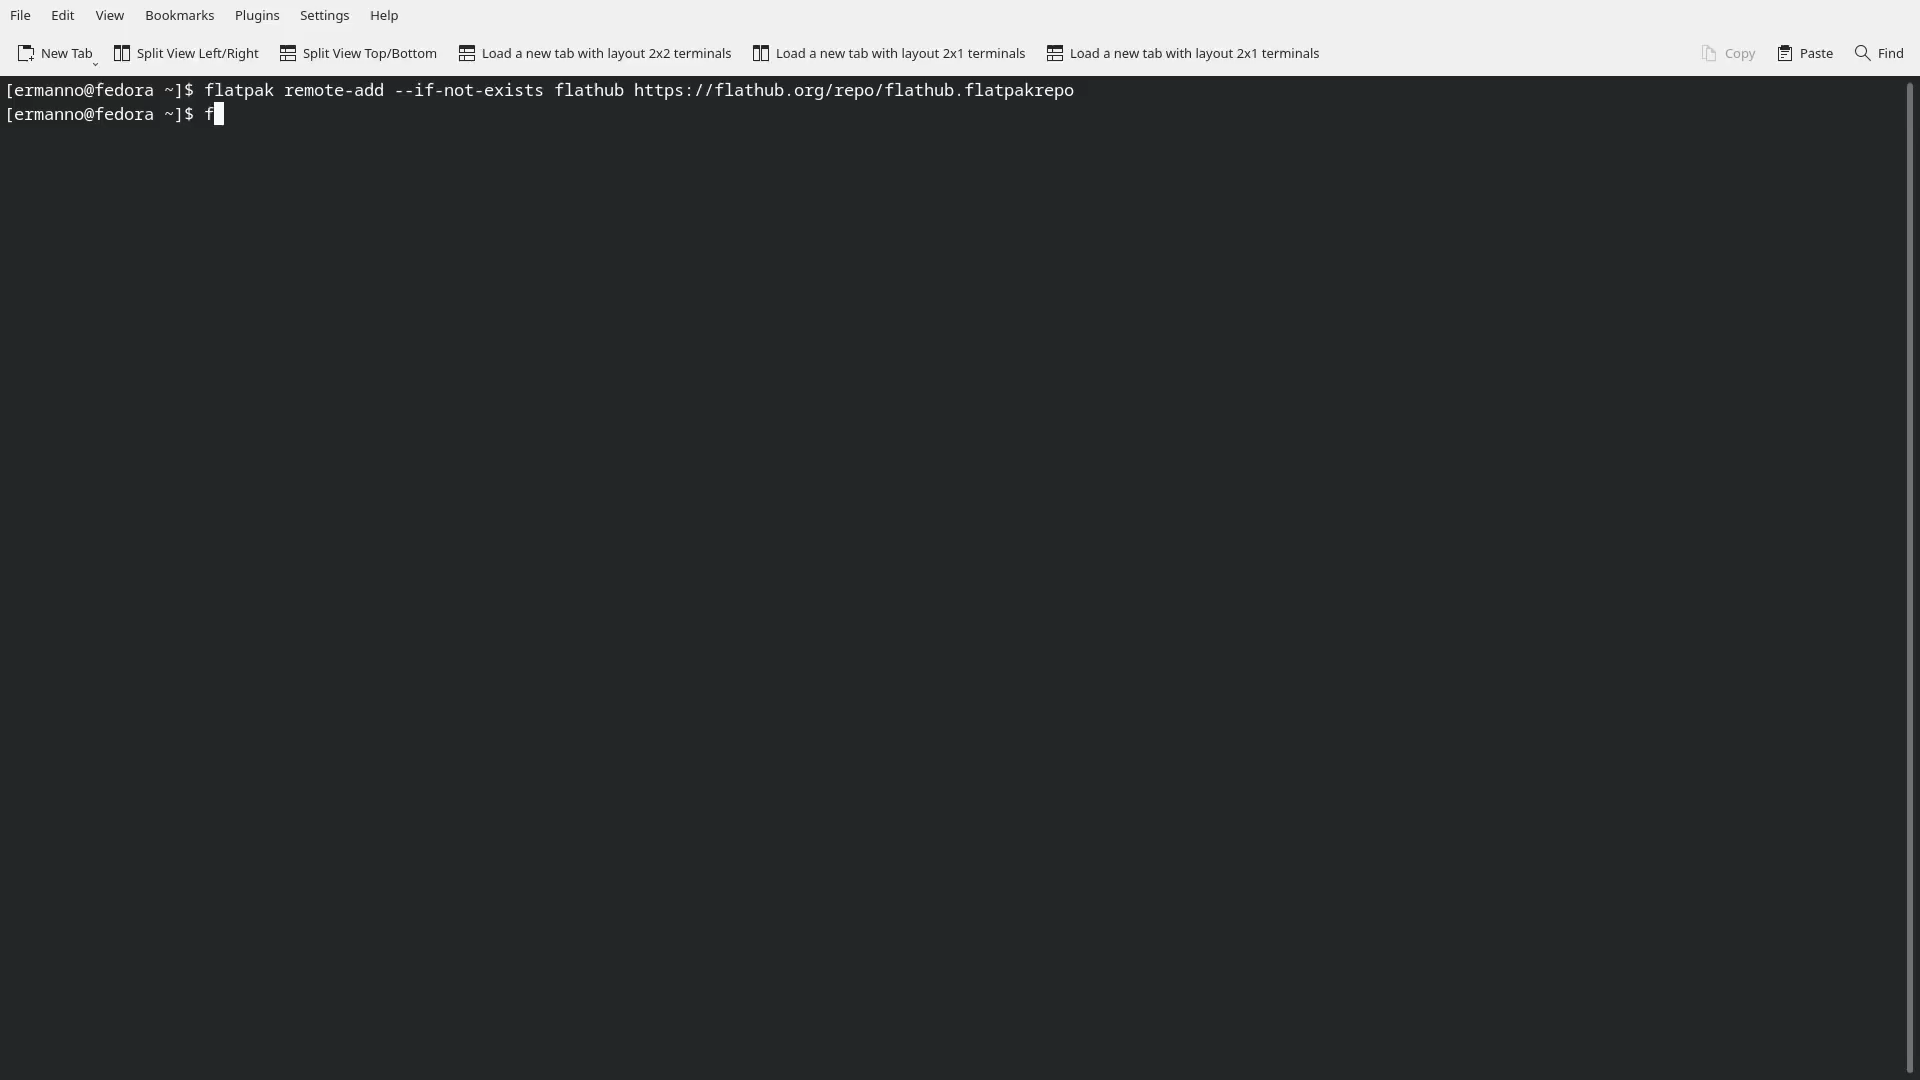 File Edit View Bookmarks Plugins Settings Help
New Tab Split View Left/Right Split View Top/Bottom Load a new tab with layout 2x2 terminals Load a new tab with layout 2x1 terminals Load a new tab with layout 2x1 terminals Copy Paste Find
[ermanno@fedora ~]$ flatpak remote-add --if-not-exists flathub https://flathub.org/repo/flathub.flatpakrepo
[ermanno@fedora ~]$ f